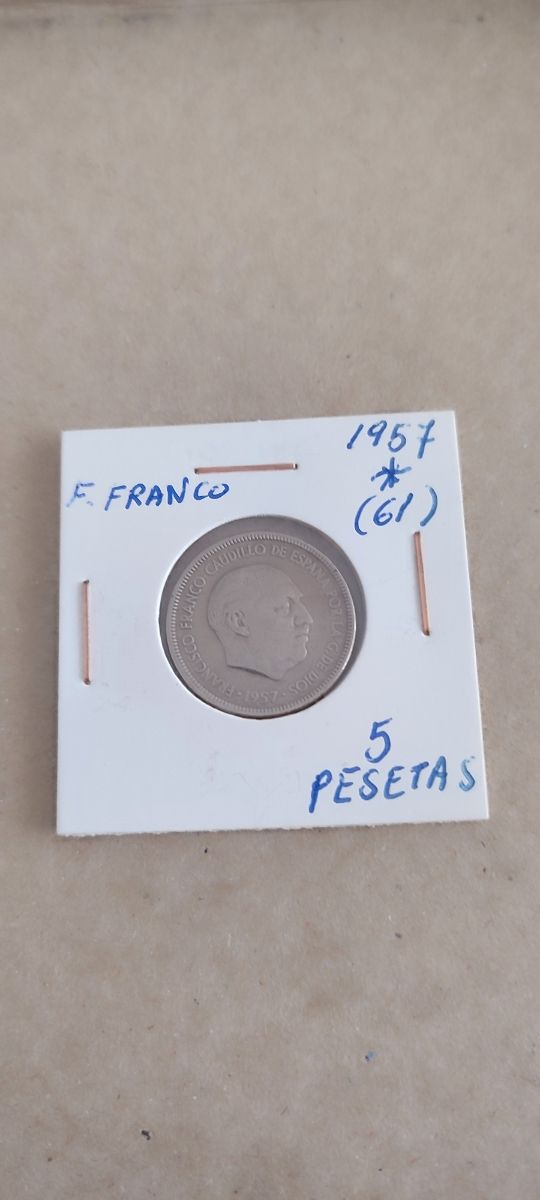 1957
*
(61)
F. FRANCO
FRANCISCO FRANCO CAUDILLO DE ESPAÑA POR LA G. DE DIOS
· 1957 ·
5
PESETAS